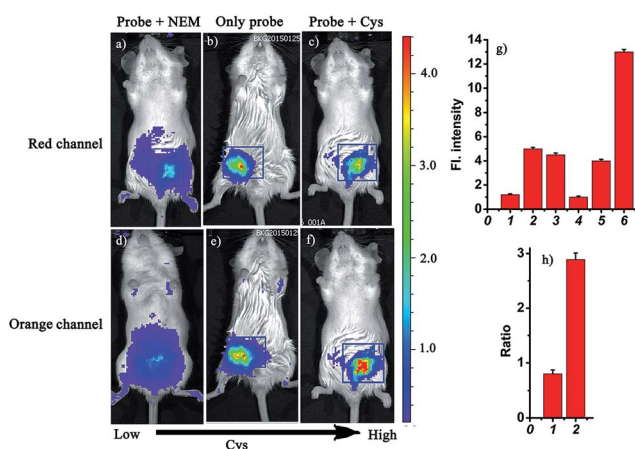 Probe + NEM Only probe Probe + Cys
a) b) BKG20150125 c)
Red channel
001A
d) e) BKG20150125 f)
Orange channel
Low High
Cys
4.0
3.0
2.0
1.0
g)
Fl. intensity
14
12
10
8
6
4
2
0
0 1 2 3 4 5 6
h)
Ratio
3
2
1
0
0 1 2